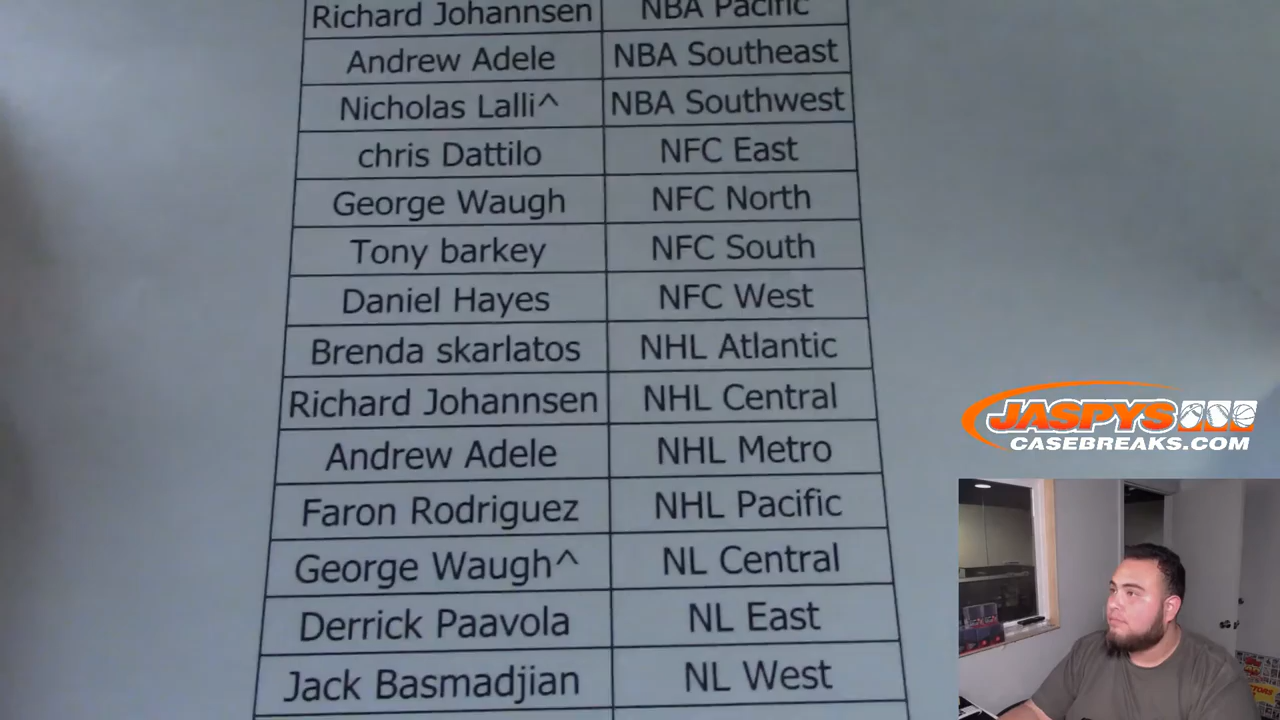 Richard Johannsen NBA Pacific
Andrew Adele NBA Southeast
Nicholas Lalli^ NBA Southwest
chris Dattilo NFC East
George Waugh NFC North
Tony barkey NFC South
Daniel Hayes NFC West
Brenda skarlatos NHL Atlantic
Richard Johannsen NHL Central
Andrew Adele NHL Metro
Faron Rodriguez NHL Pacific
George Waugh^ NL Central
Derrick Paavola NL East
Jack Basmadjian NL West
JASPYS
CASEBREAKS.COM